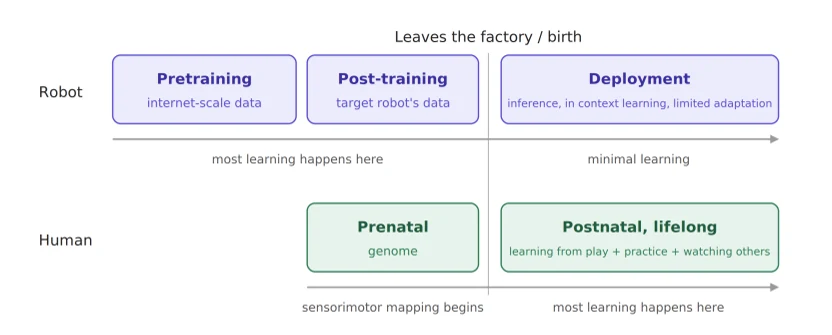 Leaves the factory / birth
Robot
Pretraining
internet-scale data
Post-training
target robot's data
Deployment
inference, in context learning, limited adaptation
most learning happens here
minimal learning
Human
Prenatal
genome
Postnatal, lifelong
learning from play + practice + watching others
sensorimotor mapping begins
most learning happens here